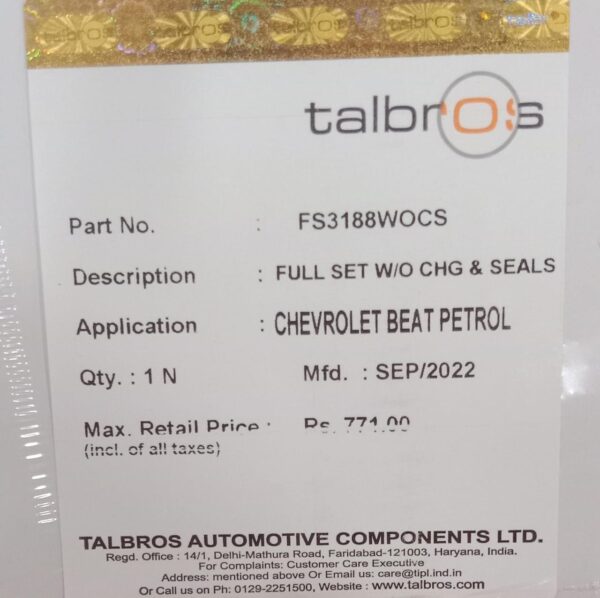 talbros
talbros
Part No. : FS3188WOCS
Description : FULL SET W/O CHG & SEALS
Application : CHEVROLET BEAT PETROL
Qty. : 1 N Mfd. : SEP/2022
Max. Retail Price : Rs. 771.00
(incl. of all taxes)
TALBROS AUTOMOTIVE COMPONENTS LTD.
Regd. Office : 14/1, Delhi-Mathura Road, Faridabad-121003, Haryana, India.
For Complaints: Customer Care Executive
Address: mentioned above Or Email us: care@tipl.ind.in
Or Call us on Ph: 0129-2251500, Website : www.talbros.com